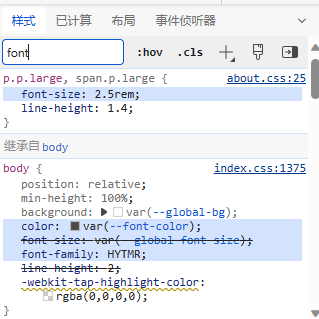 样式 已计算 布局 事件侦听器
font :hov .cls
p.p.large, span.p.large { about.css:25
font-size: 2.5rem;
line-height: 1.4;
}
继承自 body
body { index.css:1375
position: relative;
min-height: 100%;
background: var(--global-bg);
color: var(--font-color);
font-size: var(--global-font-size);
font-family: HYTMR;
line-height: 2;
-webkit-tap-highlight-color:
rgba(0,0,0,0);
}